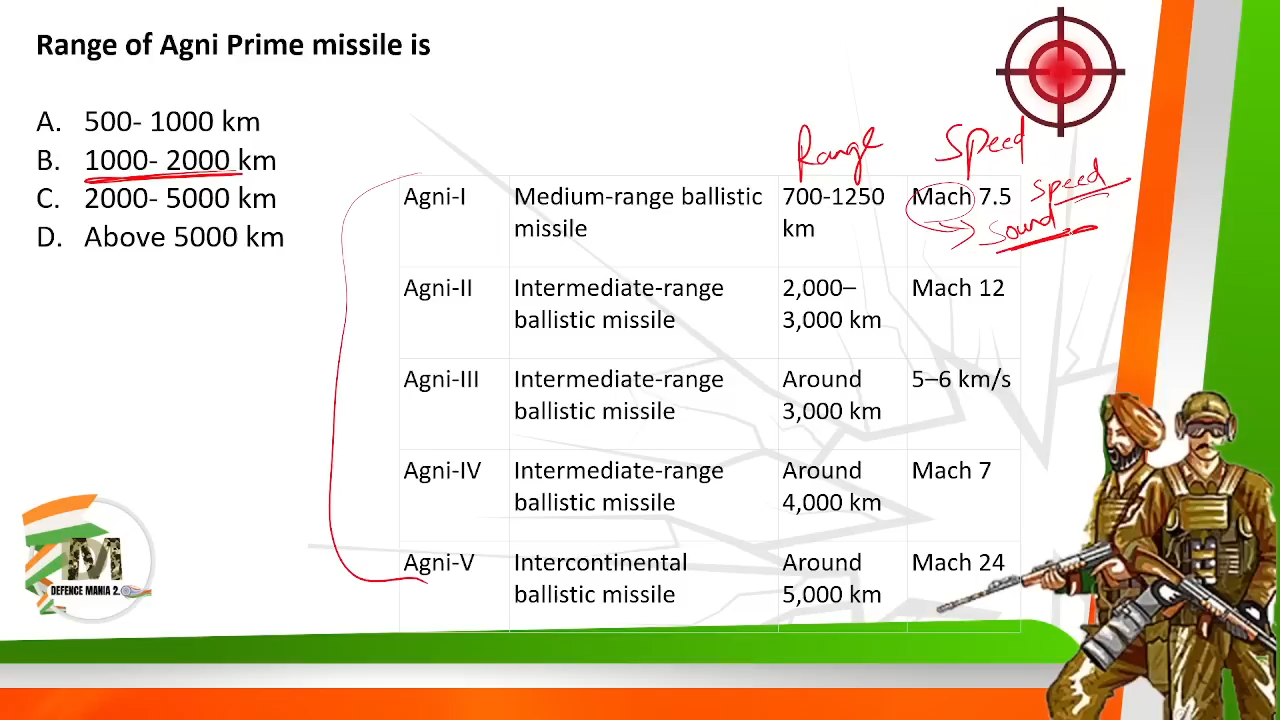 Range of Agni Prime missile is
A. 500- 1000 km
B. 1000- 2000 km
C. 2000- 5000 km
D. Above 5000 km
Range Speed
Agni-I Medium-range ballistic missile 700-1250 km Mach 7.5
Speed
Sound
Agni-II Intermediate-range ballistic missile 2,000–3,000 km Mach 12
Agni-III Intermediate-range ballistic missile Around 3,000 km 5–6 km/s
Agni-IV Intermediate-range ballistic missile Around 4,000 km Mach 7
Agni-V Intercontinental ballistic missile Around 5,000 km Mach 24
M
DEFENCE MANIA 2.